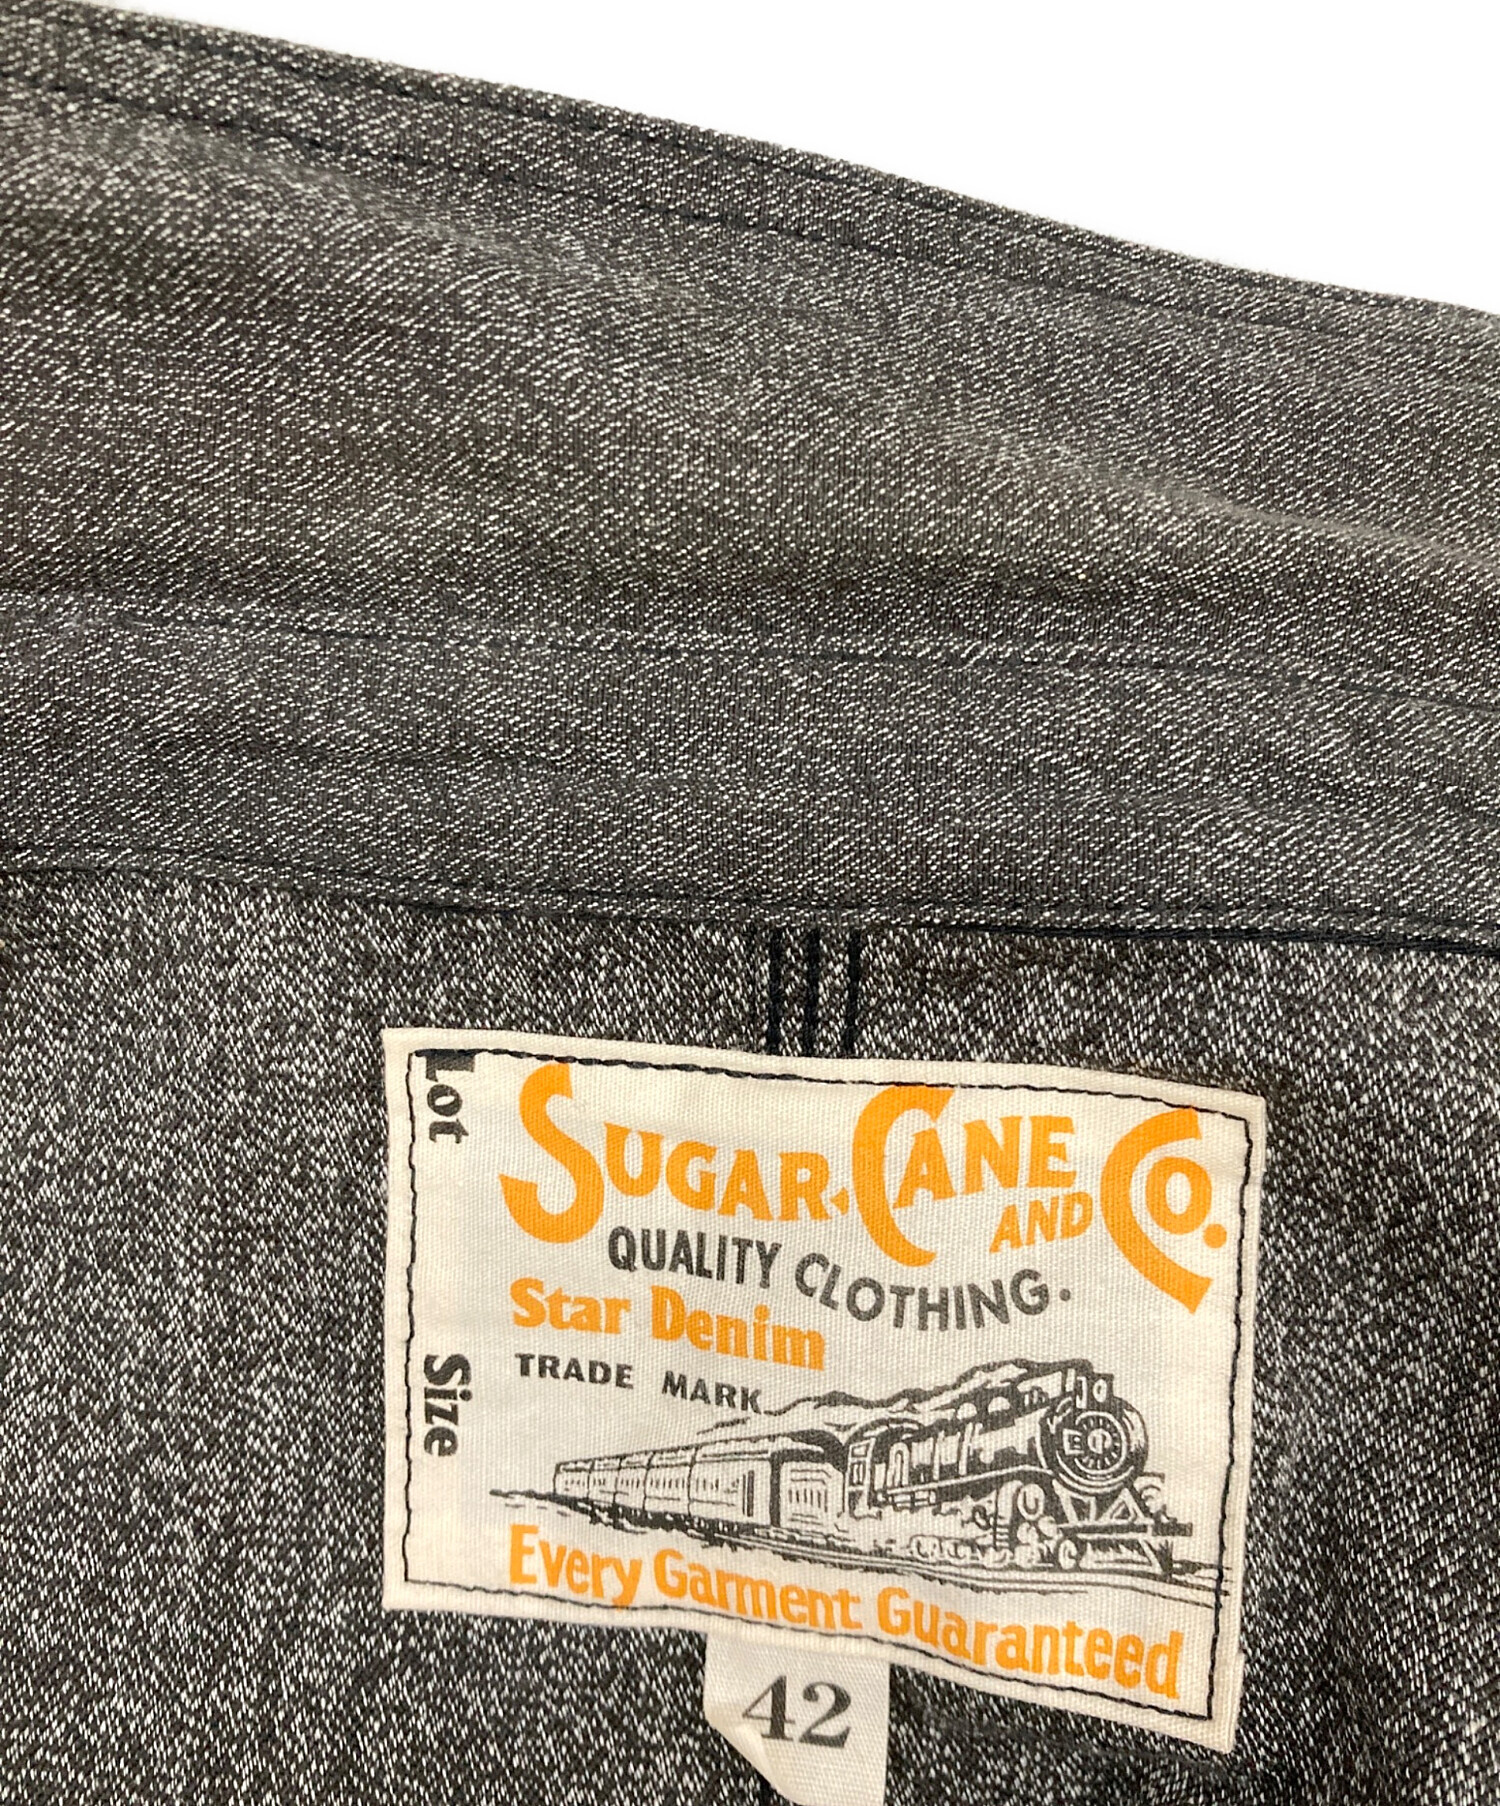 Lot
SUGAR CANE AND CO.
QUALITY CLOTHING.
Star Denim
TRADE MARK
Size
Every Garment Guaranteed
42